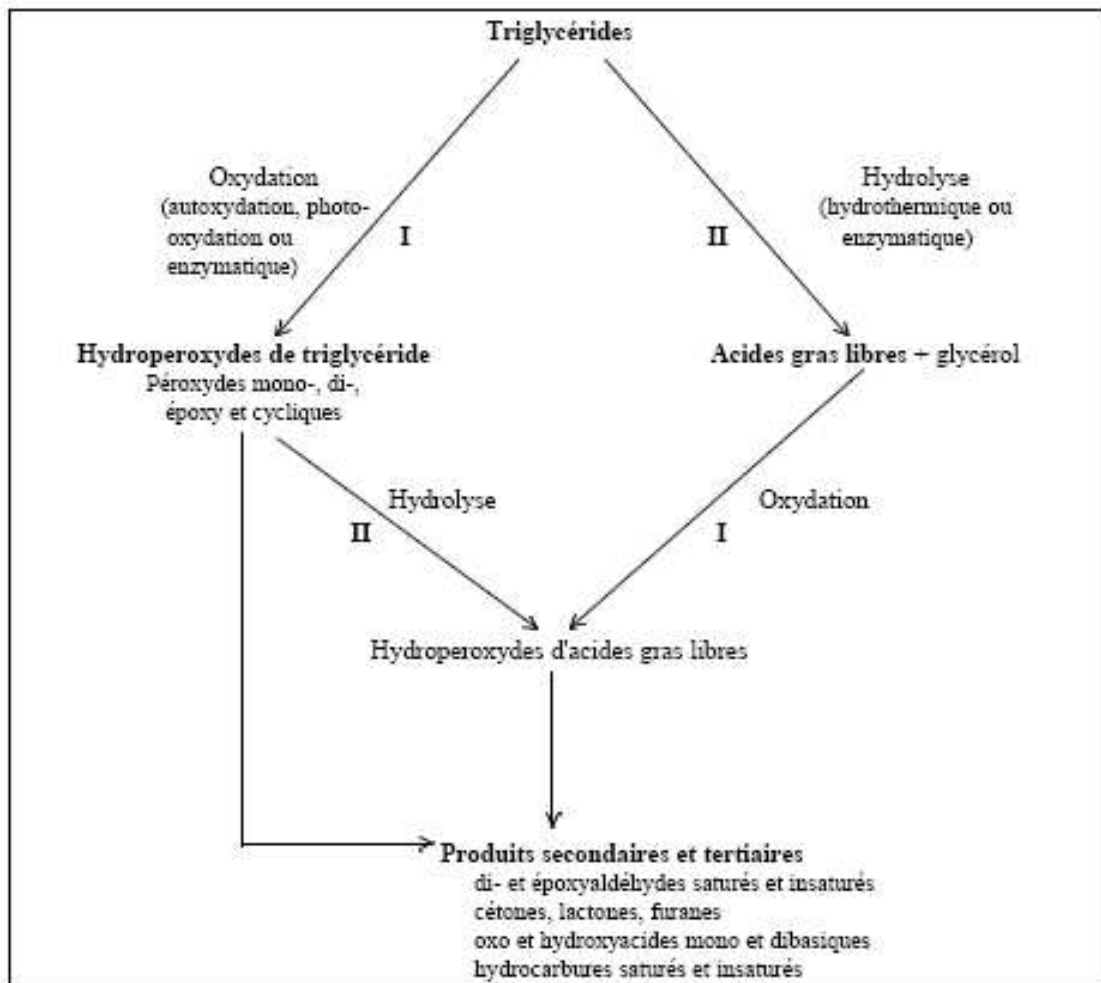 Triglycérides
Oxydation
(autoxydation, photo-
oxydation ou
enzymatique)
I
II
Hydrolyse
(hydrothermique ou
enzymatique)
Hydroperoxydes de triglycéride
Péroxydes mono-, di-,
époxy et cycliques
Acides gras libres + glycérol
Hydrolyse
II
Oxydation
I
Hydroperoxydes d'acides gras libres
Produits secondaires et tertiaires
di- et époxyaldéhydes saturés et insaturés
cétones, lactones, furanes
oxo et hydroxyacides mono et dibasiques
hydrocarbures saturés et insaturés